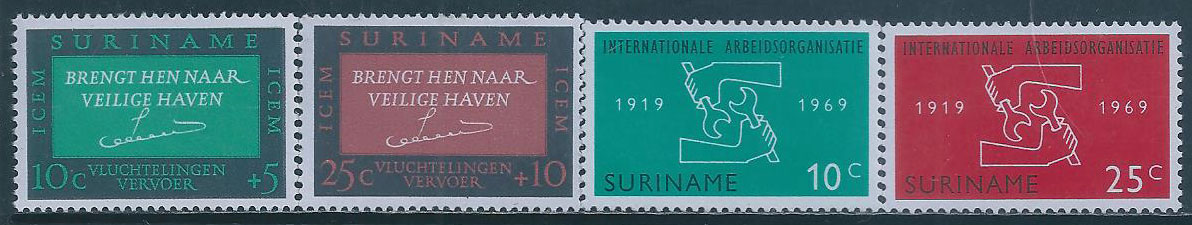 SURINAME
ICEM
BRENGT HEN NAAR
VEILIGE HAVEN
ICEM
10c VLUCHTELINGEN
VERVOER +5
SURINAME
BRENGT HEN NAAR
VEILIGE HAVEN
ICEM
25c VLUCHTELINGEN
VERVOER +10
INTERNATIONALE ARBEIDSORGANISATIE
1919 1969
SURINAME 10c
INTERNATIONALE ARBEIDSORGANISATIE
1919 1969
SURINAME 25c